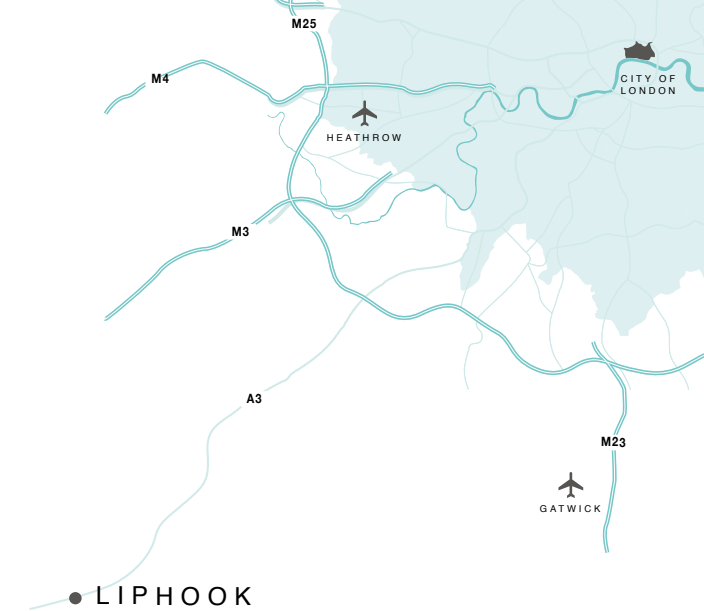 M25
M4
CITY OF
LONDON
HEATHROW
M3
A3
M23
GATWICK
LIPHOOK